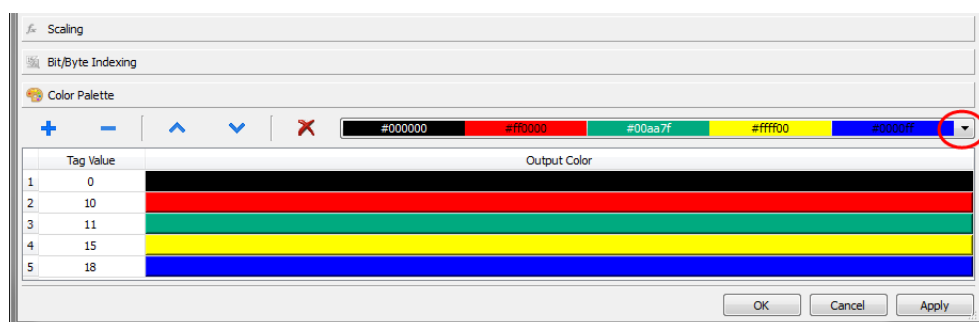 Scaling
Bit/Byte Indexing
Color Palette
#000000 #ff0000 #00aa7f #ffff00 #0000ff
Tag Value Output Color
1 0
2 10
3 11
4 15
5 18
OK Cancel Apply